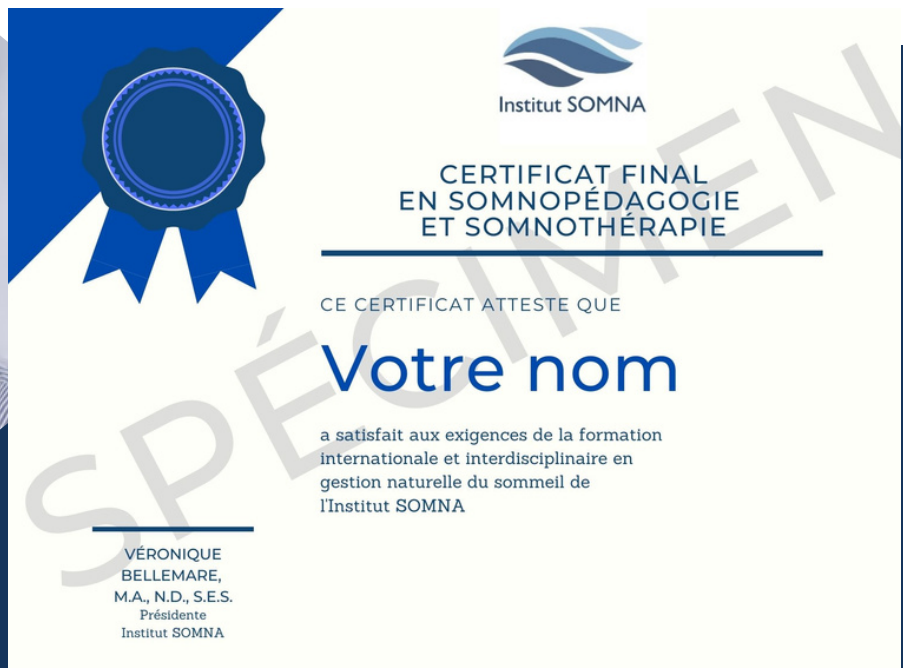 Institut SOMNA
CERTIFICAT FINAL
EN SOMNOPÉDAGOGIE
ET SOMNOTHÉRAPIE
CE CERTIFICAT ATTESTE QUE
Votre nom
a satisfait aux exigences de la formation
internationale et interdisciplinaire en
gestion naturelle du sommeil de
l'Institut SOMNA
VÉRONIQUE
BELLEMARE,
M.A., N.D., S.E.S.
Présidente
Institut SOMNA
SPÉCIMEN